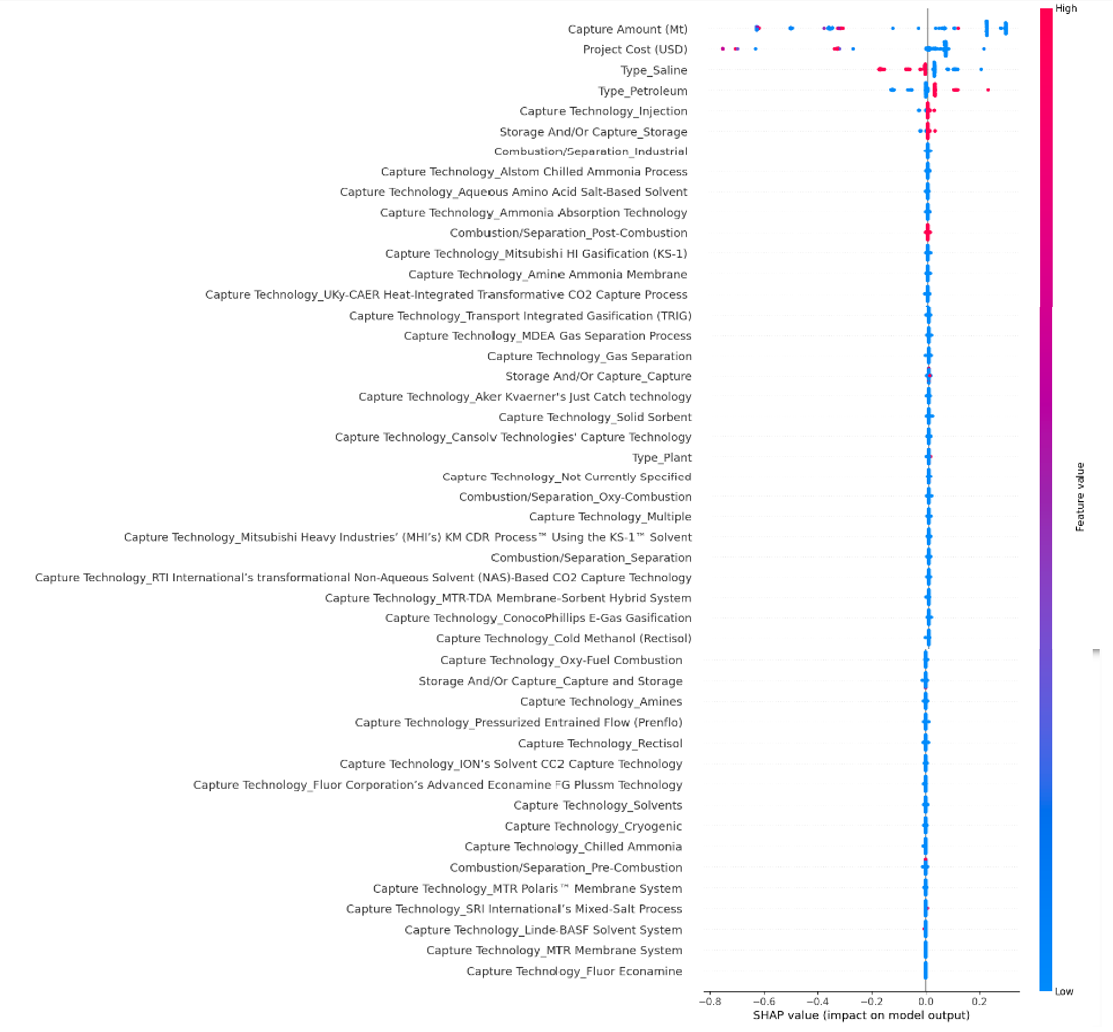 High
Capture Amount (Mt)
Project Cost (USD)
Type_Saline
Type_Petroleum
Capture Technology_Injection
Storage And/Or Capture_Storage
Combustion/Separation_Industrial
Capture Technology_Alstom Chilled Ammonia Process
Capture Technology_Aqueous Amino Acid Salt-Based Solvent
Capture Technology_Ammonia Absorption Technology
Combustion/Separation_Post-Combustion
Capture Technology_Mitsubishi HI Gasification (KS-1)
Capture Technology_Amine Ammonia Membrane
Capture Technology_UKy-CAER Heat-Integrated Transformative CO2 Capture Process
Capture Technology_Transport Integrated Gasification (TRIG)
Capture Technology_MDEA Gas Separation Process
Capture Technology_Gas Separation
Storage And/Or Capture_Capture
Capture Technology_Aker Kvaerner's Just Catch technology
Capture Technology_Solid Sorbent
Capture Technology_Cansolv Technologies' Capture Technology
Type_Plant
Capture Technology_Not Currently Specified
Combustion/Separation_Oxy-Combustion
Capture Technology_Multiple
Capture Technology_Mitsubishi Heavy Industries' (MHI's) KM CDR Process™ Using the KS-1™ Solvent
Combustion/Separation_Separation
Capture Technology_RTI International's transformational Non-Aqueous Solvent (NAS)-Based CO2 Capture Technology
Capture Technology_MTR-TDA Membrane-Sorbent Hybrid System
Capture Technology_ConocoPhillips E-Gas Gasification
Capture Technology_Cold Methanol (Rectisol)
Capture Technology_Oxy-Fuel Combustion
Storage And/Or Capture_Capture and Storage
Capture Technology_Amines
Capture Technology_Pressurized Entrained Flow (Prenflo)
Capture Technology_Rectisol
Capture Technology_ION's Solvent CC2 Capture Technology
Capture Technology_Fluor Corporation's Advanced Econamine FG Plussm Technology
Capture Technology_Solvents
Capture Technology_Cryogenic
Capture Technology_Chilled Ammonia
Combustion/Separation_Pre-Combustion
Capture Technology_MTR Polaris™ Membrane System
Capture Technology_SRI International's Mixed-Salt Process
Capture Technology_Linde-BASF Solvent System
Capture Technology_MTR Membrane System
Capture Technology_Fluor Econamine
Feature value
Low
−0.8 −0.6 −0.4 −0.2 0.0 0.2
SHAP value (impact on model output)